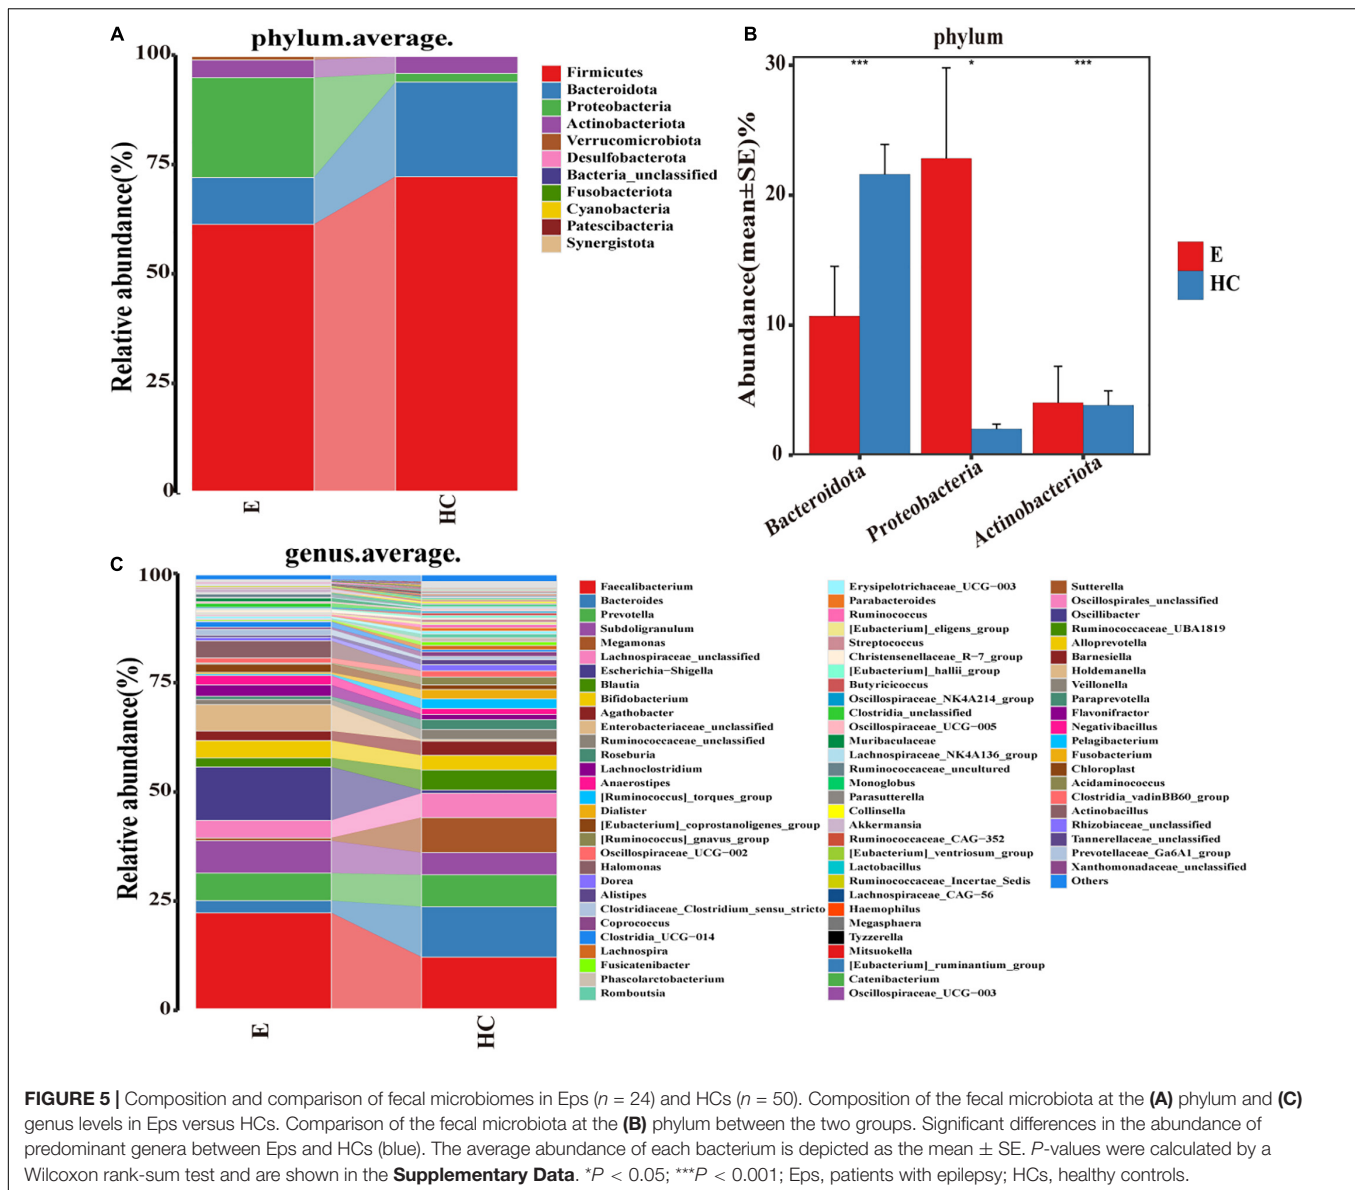 A
phylum.average.
100
75
50
25
0
Relative abundance(%)
E
HC
Firmicutes
Bacteroidota
Proteobacteria
Actinobacteriota
Verrucomicrobiota
Desulfobacterota
Bacteria_unclassified
Fusobacteriota
Cyanobacteria
Patescibacteria
Synergistota
B
phylum
30
20
10
0
Abundance(mean±SE)%
***
*
***
Bacteroidota
Proteobacteria
Actinobacteriota
E
HC
C
genus.average.
100
75
50
25
0
Relative abundance(%)
E
HC
Faecalibacterium
Bacteroides
Prevotella
Subdoligranulum
Megamonas
Lachnospiraceae_unclassified
Escherichia−Shigella
Blautia
Bifidobacterium
Agathobacter
Enterobacteriaceae_unclassified
Ruminococcaceae_unclassified
Roseburia
Lachnoclostridium
Anaerostipes
[Ruminococcus]_torques_group
Dialister
[Eubacterium]_coprostanoligenes_group
[Ruminococcus]_gnavus_group
Oscillospiraceae_UCG−002
Halomonas
Dorea
Alistipes
Clostridiaceae_Clostridium_sensu_stricto
Coprococcus
Clostridia_UCG−014
Lachnospira
Fusicatenibacter
Phascolarctobacterium
Romboutsia
Erysipelotrichaceae_UCG−003
Parabacteroides
Ruminococcus
[Eubacterium]_eligens_group
Streptococcus
Christensenellaceae_R−7_group
[Eubacterium]_hallii_group
Butyricicoccus
Oscillospiraceae_NK4A214_group
Clostridia_unclassified
Oscillospiraceae_UCG−005
Muribaculaceae
Lachnospiraceae_NK4A136_group
Ruminococcaceae_uncultured
Monoglobus
Parasutterella
Collinsella
Akkermansia
Ruminococcaceae_CAG−352
[Eubacterium]_ventriosum_group
Lactobacillus
Ruminococcaceae_Incertae_Sedis
Lachnospiraceae_CAG−56
Haemophilus
Megasphaera
Tyzzerella
Mitsuokella
[Eubacterium]_ruminantium_group
Catenibacterium
Oscillospiraceae_UCG−003
Sutterella
Oscillospirales_unclassified
Oscillibacter
Ruminococcaceae_UBA1819
Alloprevotella
Barnesiella
Holdemanella
Veillonella
Paraprevotella
Flavonifractor
Negativibacillus
Pelagibacterium
Fusobacterium
Chloroplast
Acidaminococcus
Clostridia_vadinBB60_group
Actinobacillus
Rhizobiaceae_unclassified
Tannerellaceae_unclassified
Prevotellaceae_Ga6A1_group
Xanthomonadaceae_unclassified
Others
FIGURE 5 | Composition and comparison of fecal microbiomes in Eps (n = 24) and HCs (n = 50). Composition of the fecal microbiota at the (A) phylum and (C)
genus levels in Eps versus HCs. Comparison of the fecal microbiota at the (B) phylum between the two groups. Significant differences in the abundance of
predominant genera between Eps and HCs (blue). The average abundance of each bacterium is depicted as the mean ± SE. P-values were calculated by a
Wilcoxon rank-sum test and are shown in the Supplementary Data. *P < 0.05; ***P < 0.001; Eps, patients with epilepsy; HCs, healthy controls.